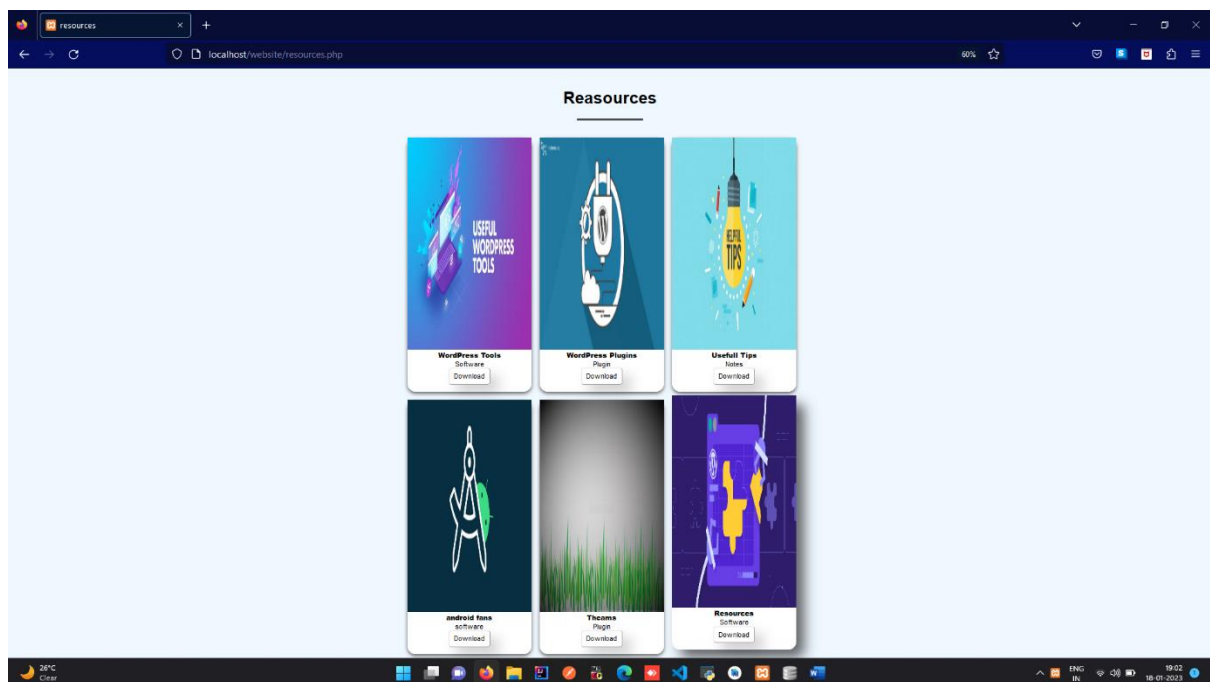 resources
localhost/website/resources.php
60%
Reasources
USEFUL
WORDPRESS
TOOLS
HELPFUL
TIPS
WordPress Tools
Software
Download
WordPress Plugins
Plugin
Download
Usefull Tips
Notes
Download
android fans
software
Download
Theams
Plugin
Download
Resources
Software
Download
26°C
Clear
ENG
IN
19:02
18-01-2023